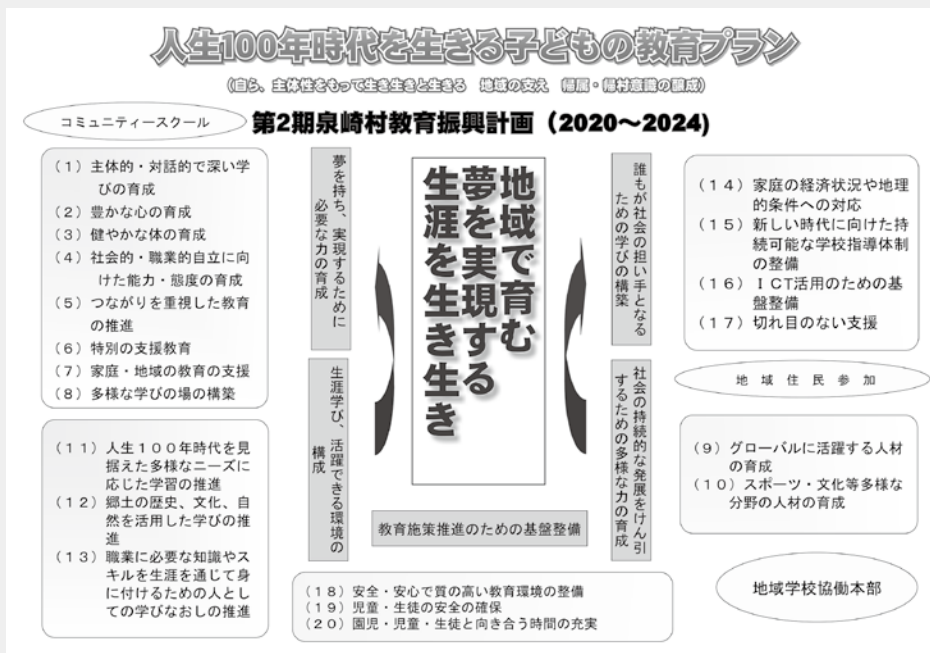 人生100年時代を生きる子どもの教育プラン
(自ら、主体性をもって生き生きと生きる　地域の支え　帰属・帰村意識の醸成)
コミュニティースクール
第2期泉崎村教育振興計画（2020～2024)
(1) 主体的・対話的で深い学
びの育成
(2) 豊かな心の育成
(3) 健やかな体の育成
(4) 社会的・職業的自立に向
けた能力・態度の育成
(5) つながりを重視した教育
の推進
(6) 特別の支援教育
(7) 家庭・地域の教育の支援
(8) 多様な学びの場の構築
夢を持ち、実現するために
必要な力の育成
地域で育む
夢を実現する
生涯を生き生き
誰もが社会の担い手となる
ための学びの構築
(14) 家庭の経済状況や地理
的条件への対応
(15) 新しい時代に向けた持
続可能な学校指導体制
の整備
(16) ICT活用のための基
盤整備
(17) 切れ目のない支援
地域住民参加
(11) 人生100年時代を見
据えた多様なニーズに
応じた学習の推進
(12) 郷土の歴史、文化、自
然を活用した学びの推
進
(13) 職業に必要な知識やス
キルを生涯を通じて身
に付けるための人とし
ての学びなおしの推進
生涯学び、活躍できる環境の
構成
教育施策推進のための基盤整備
社会の持続的な発展をけん引
するための多様な力の育成
(9) グローバルに活躍する人材
の育成
(10) スポーツ・文化等多様な
分野の人材の育成
(18) 安全・安心で質の高い教育環境の整備
(19) 児童・生徒の安全の確保
(20) 園児・児童・生徒と向き合う時間の充実
地域学校協働本部